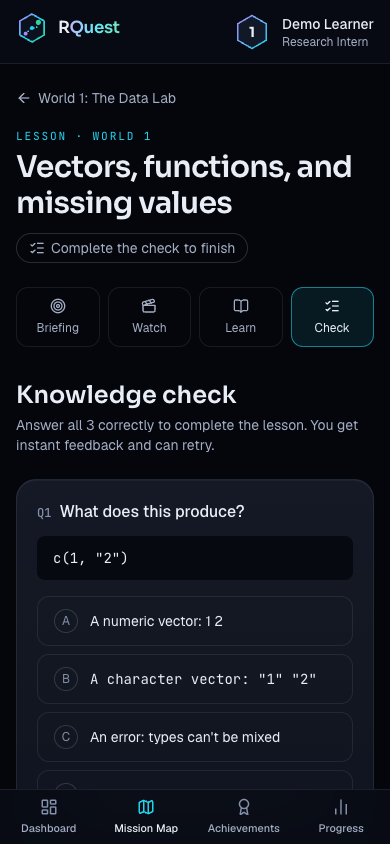 RQuest
1
Demo Learner
Research Intern
World 1: The Data Lab
LESSON · WORLD 1
Vectors, functions, and
missing values
Complete the check to finish
Briefing
Watch
Learn
Check
Knowledge check
Answer all 3 correctly to complete the lesson. You get
instant feedback and can retry.
Q1 What does this produce?
c(1, "2")
A A numeric vector: 1 2
B A character vector: "1" "2"
C An error: types can't be mixed
Dashboard
Mission Map
Achievements
Progress